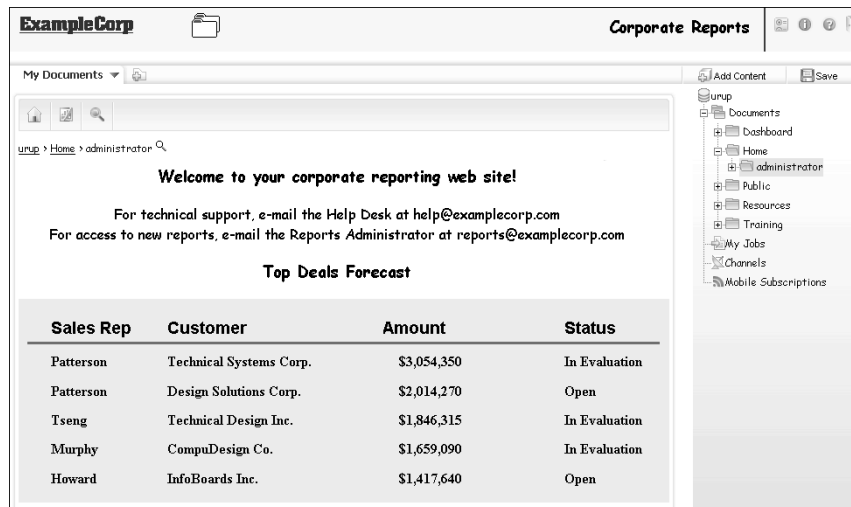 ExampleCorp
Corporate Reports
My Documents
Add Content
Save
urup > Home > administrator
Welcome to your corporate reporting web site!
For technical support, e-mail the Help Desk at help@examplecorp.com
For access to new reports, e-mail the Reports Administrator at reports@examplecorp.com
Top Deals Forecast
Sales Rep Customer Amount Status
Patterson Technical Systems Corp. $3,054,350 In Evaluation
Patterson Design Solutions Corp. $2,014,270 Open
Tseng Technical Design Inc. $1,846,315 In Evaluation
Murphy CompuDesign Co. $1,659,090 In Evaluation
Howard InfoBoards Inc. $1,417,640 Open
urup
Documents
Dashboard
Home
administrator
Public
Resources
Training
My Jobs
Channels
Mobile Subscriptions